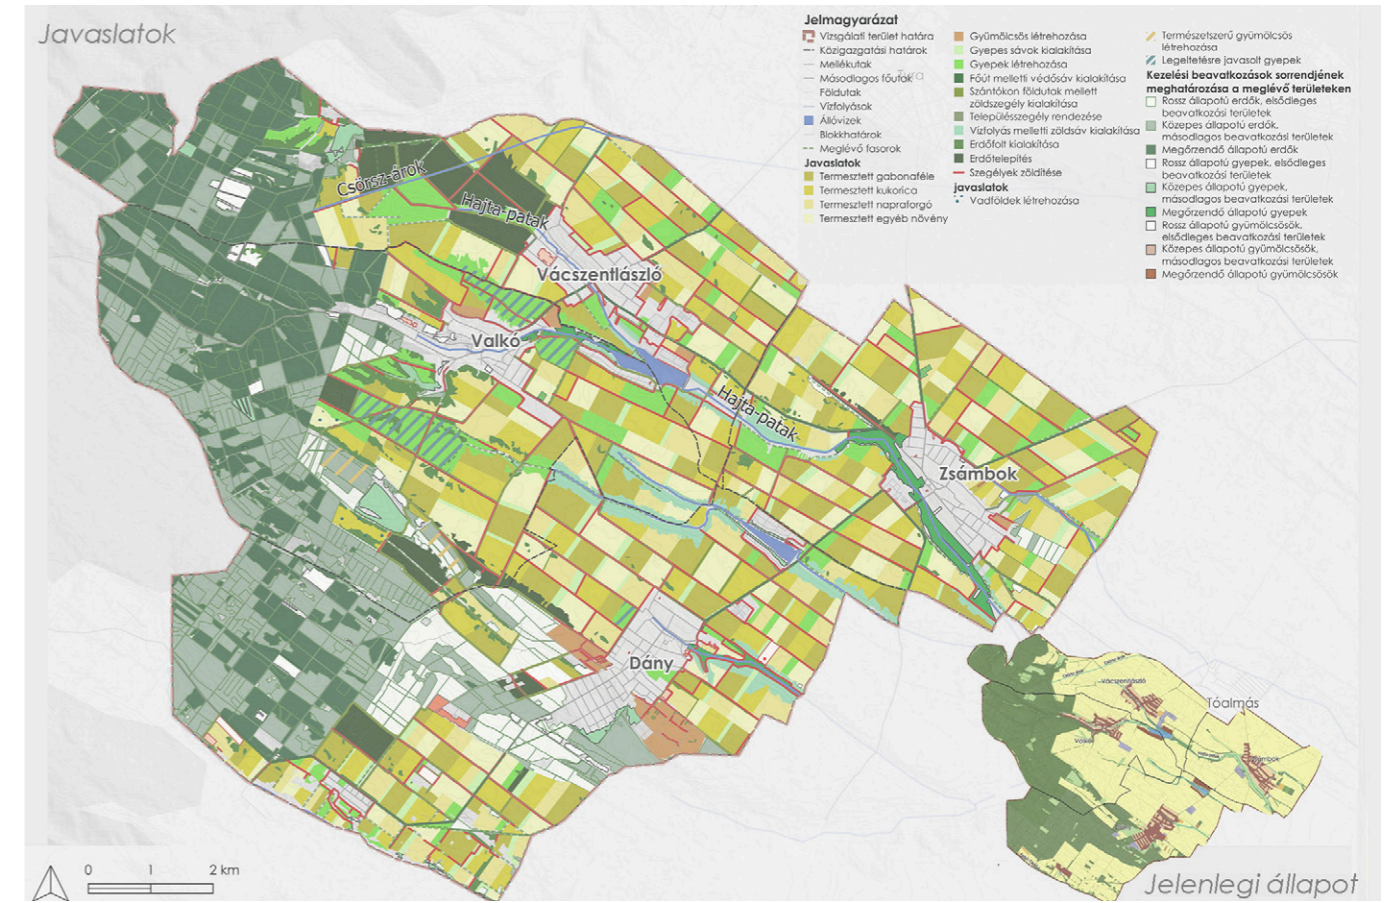 Javaslatok
Jelmagyarázat
Vizsgálati terület határa
Közigazgatási határok
Mellékutak
Másodlagos főutak
Földutak
Vízfolyások
Állóvizek
Blokkhatárok
Meglévő fasorok
Javaslatok
Termesztett gabonaféle
Termesztett kukorica
Termesztett napraforgó
Termesztett egyéb növény
Gyümölcsös létrehozása
Gyepes sávok kialakítása
Gyepek létrehozása
Főút melletti védősáv kialakítása
Szántókon földutak mellett
zöldszegély kialakítása
Településszegély rendezése
Vízfolyás melletti zöldsáv kialakítása
Erdőfolt kialakítása
Erdőtelepítés
Szegélyek zöldítése
javaslatok
Vadföldek létrehozása
Természetszerű gyümölcsös
létrehozása
Legeltetésre javasolt gyepek
Kezelési beavatkozások sorrendjének
meghatározása a meglévő területeken
Rossz állapotú erdők, elsődleges
beavatkozási területek
Közepes állapotú erdők,
másodlagos beavatkozási területek
Megőrzendő állapotú erdők
Rossz állapotú gyepek, elsődleges
beavatkozási területek
Közepes állapotú gyepek,
másodlagos beavatkozási területek
Megőrzendő állapotú gyepek
Rossz állapotú gyümölcsösök,
elsődleges beavatkozási területek
Közepes állapotú gyümölcsösök,
másodlagos beavatkozási területek
Megőrzendő állapotú gyümölcsösök
Csörsz-árok
Hajta-patak
Vácszentlászló
Valkó
Hajta-patak
Zsámbok
Dány
Vácszentlászló
Tóalmás
0 1 2 km
Jelenlegi állapot